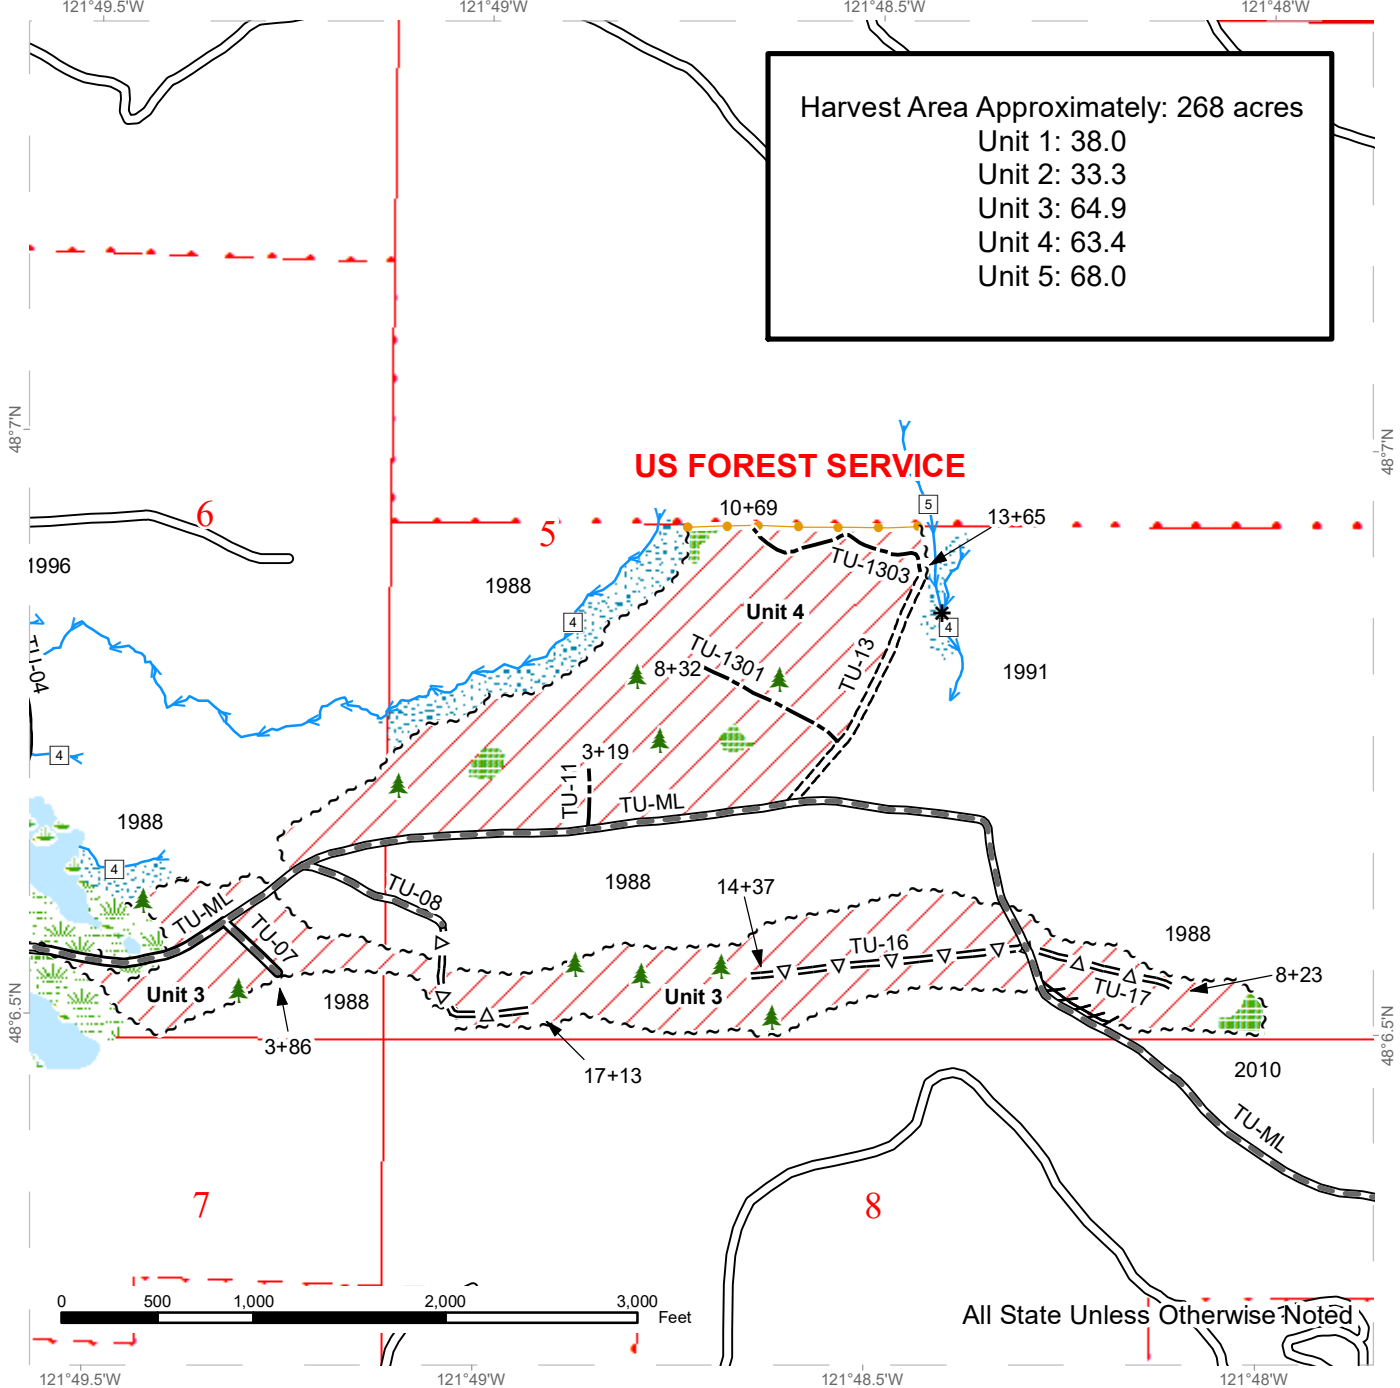 121°49.5'W
121°49'W
121°48.5'W
121°48'W
Harvest Area Approximately: 268 acres
Unit 1: 38.0
Unit 2: 33.3
Unit 3: 64.9
Unit 4: 63.4
Unit 5: 68.0
48°7'N
48°7'N
US FOREST SERVICE
10+69
5
13+65
6
5
TU-1303
1996
1988
Unit 4
4
4
TU-1301
8+32
TU-13
1991
TU-04
4
3+19
TU-11
TU-ML
1988
4
1988
14+37
TU-08
TU-ML
TU-07
TU-16
1988
Unit 3
1988
Unit 3
TU-17
8+23
48°6.5'N
48°6.5'N
3+86
17+13
2010
TU-ML
7
8
0
500
1,000
2,000
3,000
Feet
All State Unless Otherwise Noted
121°49.5'W
121°49'W
121°48.5'W
121°48'W